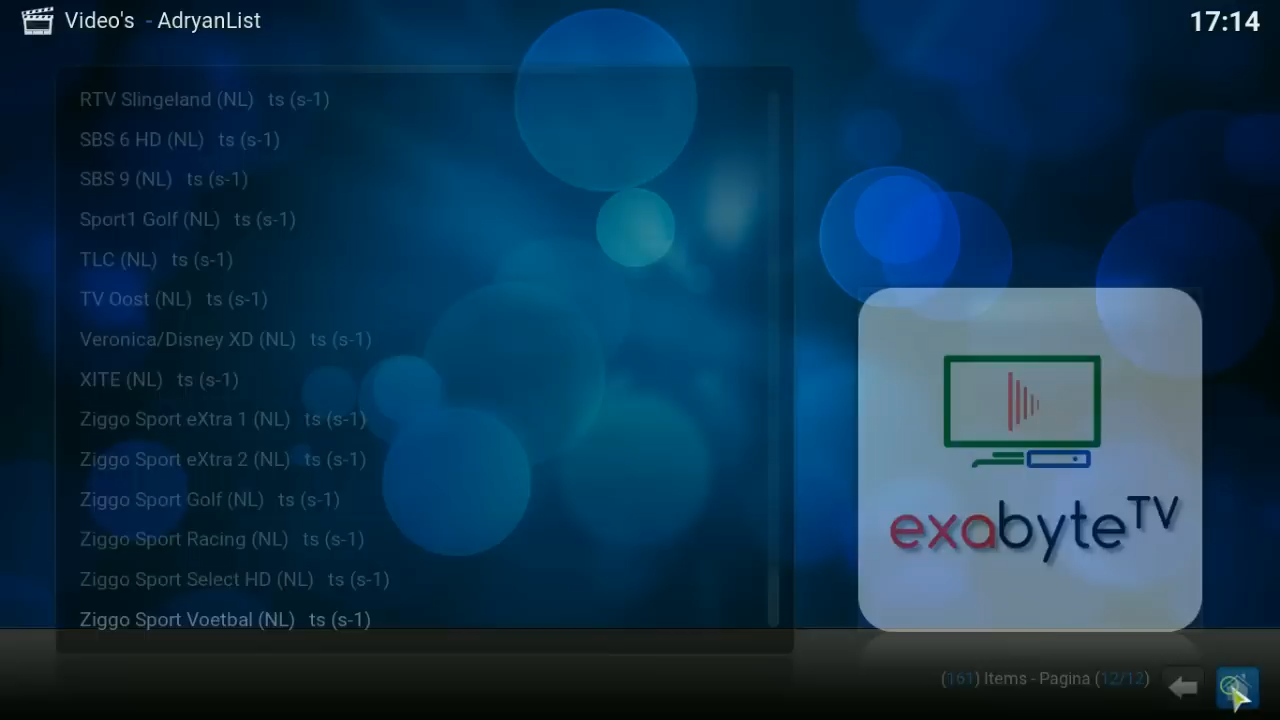 Video's - AdryanList
17:14
RTV Slingeland (NL) ts (s-1)
SBS 6 HD (NL) ts (s-1)
SBS 9 (NL) ts (s-1)
Sport1 Golf (NL) ts (s-1)
TLC (NL) ts (s-1)
TV Oost (NL) ts (s-1)
Veronica/Disney XD (NL) ts (s-1)
XITE (NL) ts (s-1)
Ziggo Sport eXtra 1 (NL) ts (s-1)
Ziggo Sport eXtra 2 (NL) ts (s-1)
Ziggo Sport Golf (NL) ts (s-1)
Ziggo Sport Racing (NL) ts (s-1)
Ziggo Sport Select HD (NL) ts (s-1)
Ziggo Sport Voetbal (NL) ts (s-1)
exabyteTV
(161) Items - Pagina (12/12)